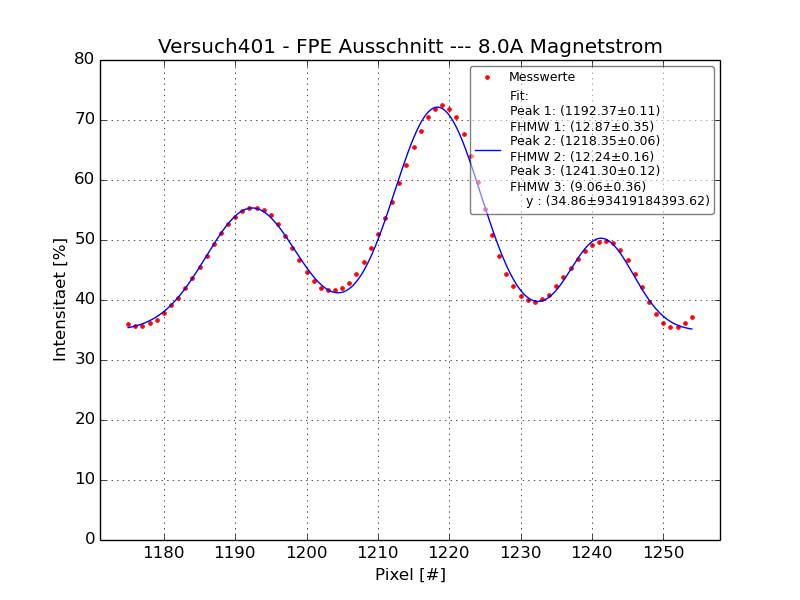 Versuch401 - FPE Ausschnitt --- 8.0A Magnetstrom
80
70
60
50
40
30
20
10
0
Intensitaet [%]
Messwerte
Fit:
Peak 1: (1192.37±0.11)
FHMW 1: (12.87±0.35)
Peak 2: (1218.35±0.06)
FHMW 2: (12.24±0.16)
Peak 3: (1241.30±0.12)
FHMW 3: (9.06±0.36)
y : (34.86±93419184393.62)
1180 1190 1200 1210 1220 1230 1240 1250
Pixel [#]